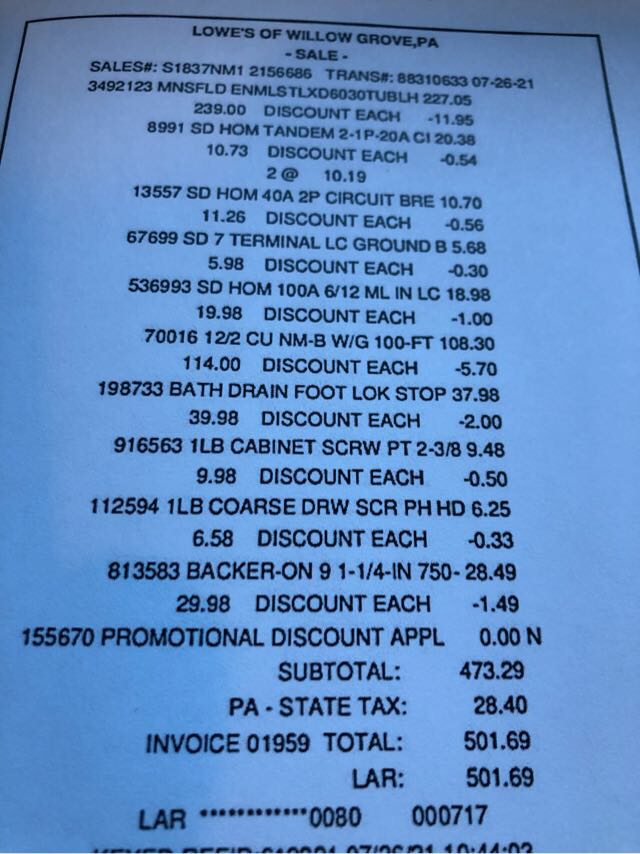 LOWE'S OF WILLOW GROVE,PA
- SALE -
SALES#: S1837NM1 2156686 TRANS#: 88310633 07-26-21
3492123 MNSFLD ENMLSTLXD6030TUBLH 227.05
239.00 DISCOUNT EACH -11.95
8991 SD HOM TANDEM 2-1P-20A CI 20.38
10.73 DISCOUNT EACH -0.54
2 @ 10.19
13557 SD HOM 40A 2P CIRCUIT BRE 10.70
11.26 DISCOUNT EACH -0.56
67699 SD 7 TERMINAL LC GROUND B 5.68
5.98 DISCOUNT EACH -0.30
536993 SD HOM 100A 6/12 ML IN LC 18.98
19.98 DISCOUNT EACH -1.00
70016 12/2 CU NM-B W/G 100-FT 108.30
114.00 DISCOUNT EACH -5.70
198733 BATH DRAIN FOOT LOK STOP 37.98
39.98 DISCOUNT EACH -2.00
916563 1LB CABINET SCRW PT 2-3/8 9.48
9.98 DISCOUNT EACH -0.50
112594 1LB COARSE DRW SCR PH HD 6.25
6.58 DISCOUNT EACH -0.33
813583 BACKER-ON 9 1-1/4-IN 750- 28.49
29.98 DISCOUNT EACH -1.49
155670 PROMOTIONAL DISCOUNT APPL 0.00 N
SUBTOTAL: 473.29
PA - STATE TAX: 28.40
INVOICE 01959 TOTAL: 501.69
LAR: 501.69
LAR ************0080 000717
07/26/21 10:44:03